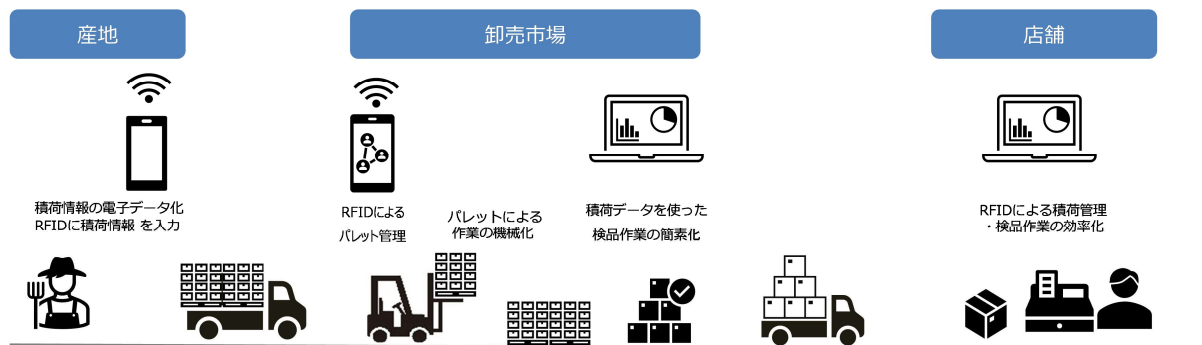 産地
卸売市場
店舗
積荷情報の電子データ化
RFIDに積荷情報 を入力
RFIDによる
パレット管理
パレットによる
作業の機械化
積荷データを使った
検品作業の簡素化
RFIDによる積荷管理
・検品作業の効率化